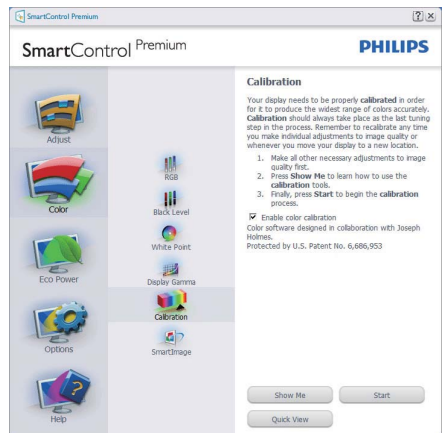 SmartControl Premium
SmartControl Premium
PHILIPS
Adjust
Color
Eco Power
Options
Help
RGB
Black Level
White Point
Display Gamma
Calibration
SmartImage
Calibration
Your display needs to be properly calibrated in order
for it to produce the widest range of colors accurately.
Calibration should always take place as the last tuning
step in the process. Remember to recalibrate any time
you make individual adjustments to image quality or
whenever you move your display to a new location.
1. Make all other necessary adjustments to image
quality first.
2. Press Show Me to learn how to use the
calibration tools.
3. Finally, press Start to begin the calibration
process.
Enable color calibration
Color software designed in collaboration with Joseph
Holmes.
Protected by U.S. Patent No. 6,686,953
Show Me
Start
Quick View